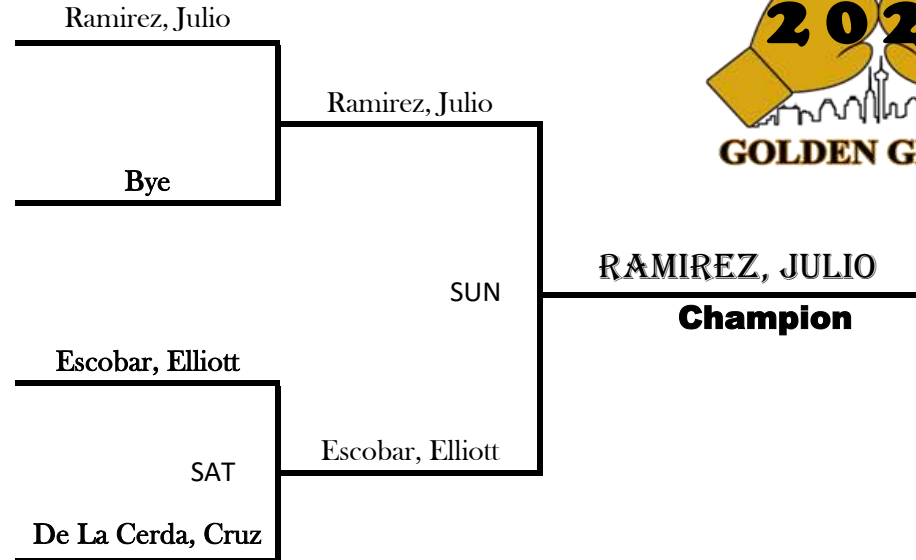 Ramirez, Julio
Ramirez, Julio
Bye
Escobar, Elliott
SAT
De La Cerda, Cruz
Escobar, Elliott
SUN
RAMIREZ, JULIO
Champion
GOLDEN